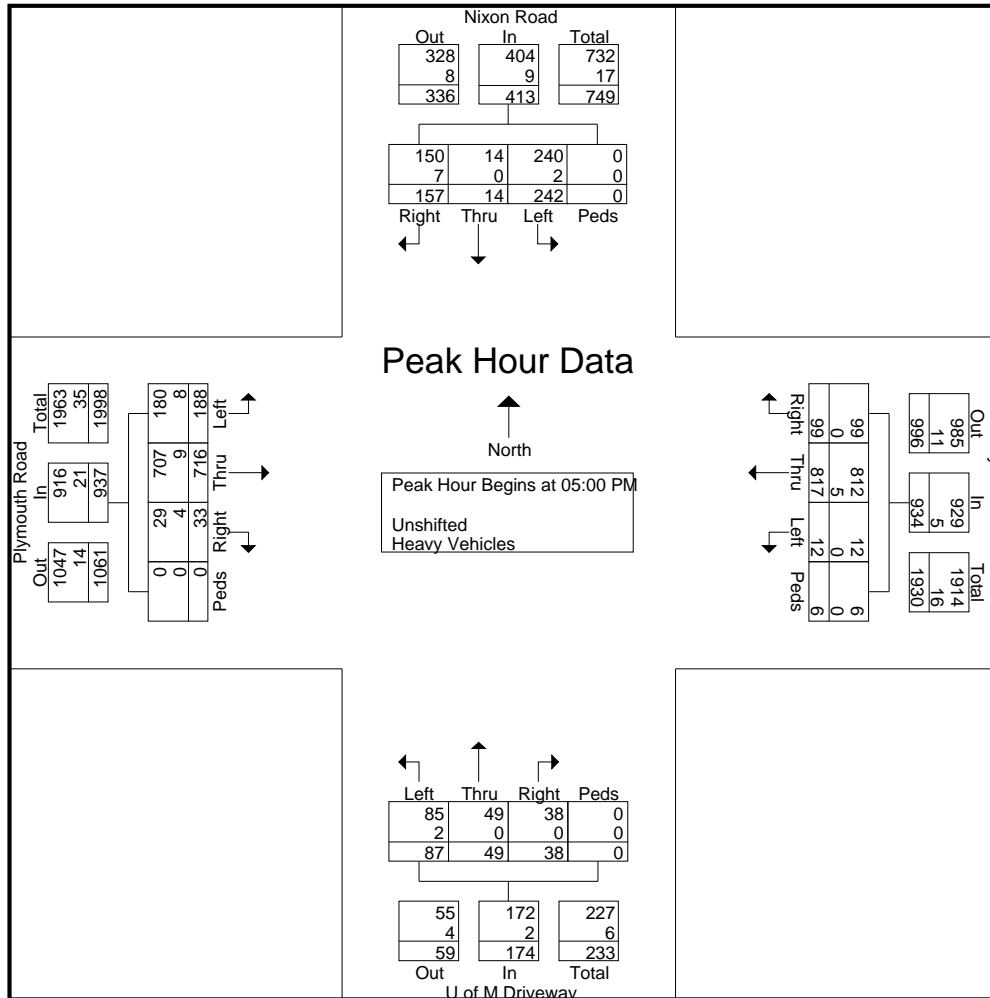 Nixon Road
Out In Total
328 404 732
8 9 17
336 413 749
150 14 240 0
7 0 2 0
157 14 242 0
Right Thru Left Peds
Peak Hour Data
North
Peak Hour Begins at 05:00 PM
Unshifted
Heavy Vehicles
Plymouth Road
Out In Total
1047 916 1963
14 21 35
1061 937 1998
0 29 707 180
0 4 9 8
0 33 716 188
Peds Right Thru Left
Out In Total
985 929 1914
11 5 16
996 934 1930
99 812 12 6
0 5 0 0
99 817 12 6
Right Thru Left Peds
Left Thru Right Peds
85 49 38 0
2 0 0 0
87 49 38 0
55 172 227
4 2 6
59 174 233
Out In Total
U of M Driveway